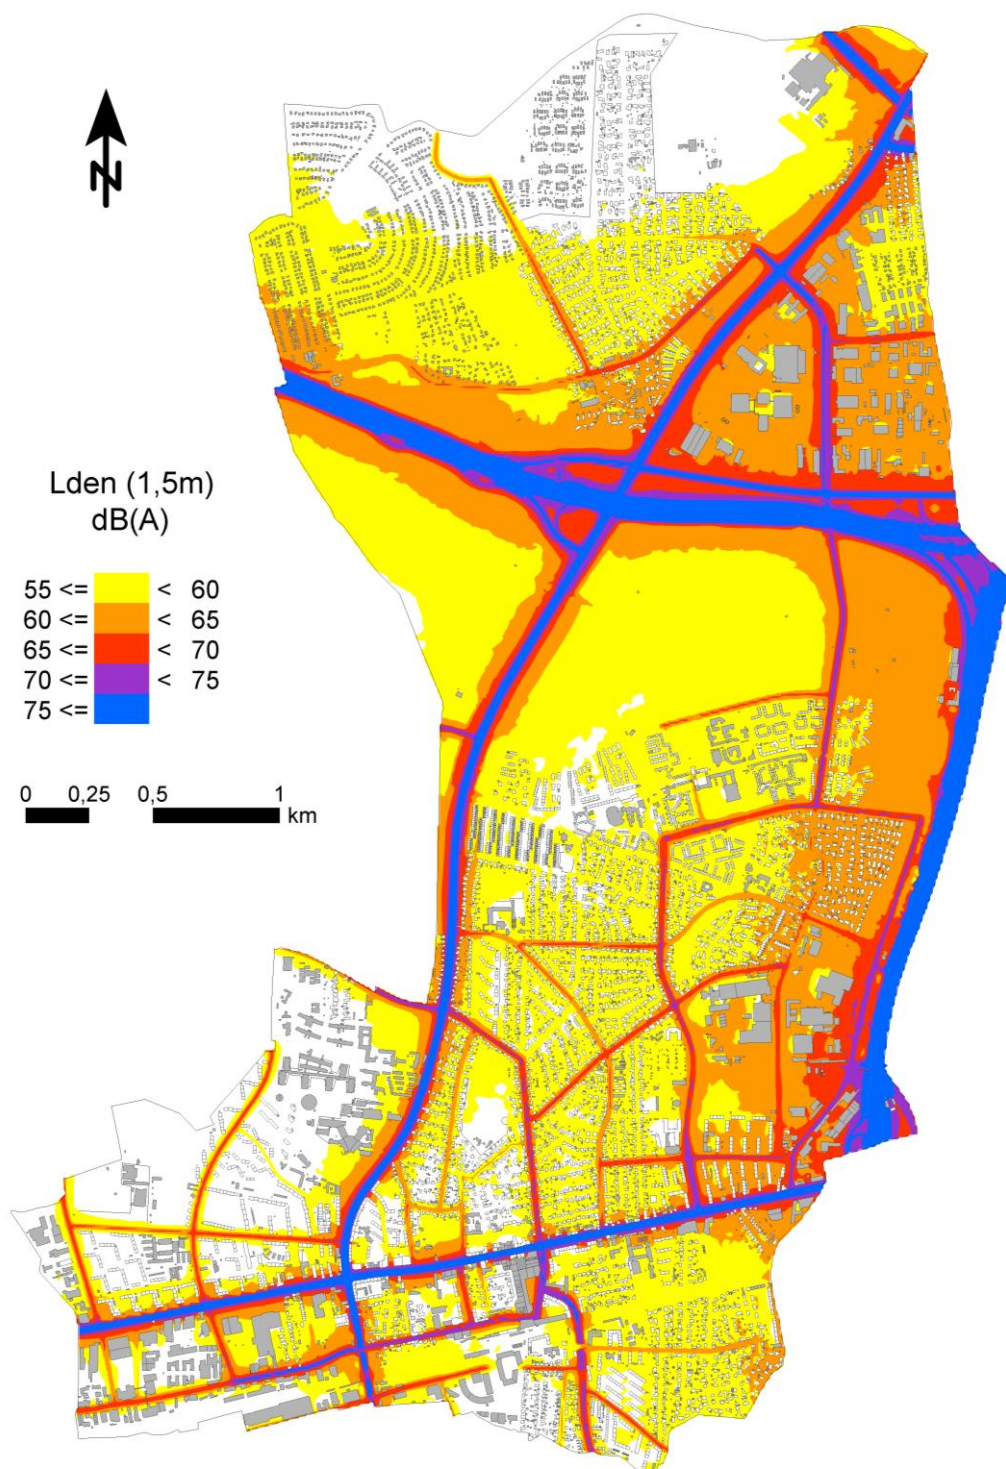 N
Lden (1,5m)
dB(A)
55 <= < 60
60 <= < 65
65 <= < 70
70 <= < 75
75 <=
0 0,25 0,5 1
km